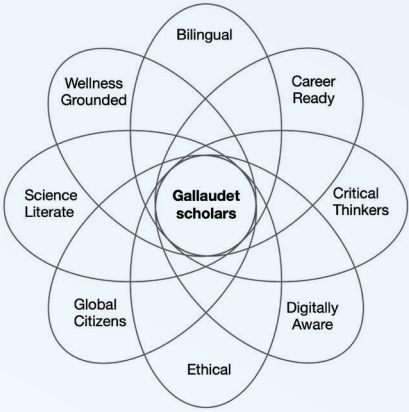 Bilingual
Wellness
Grounded
Career
Ready
Science
Literate
Gallaudet
scholars
Critical
Thinkers
Global
Citizens
Digitally
Aware
Ethical